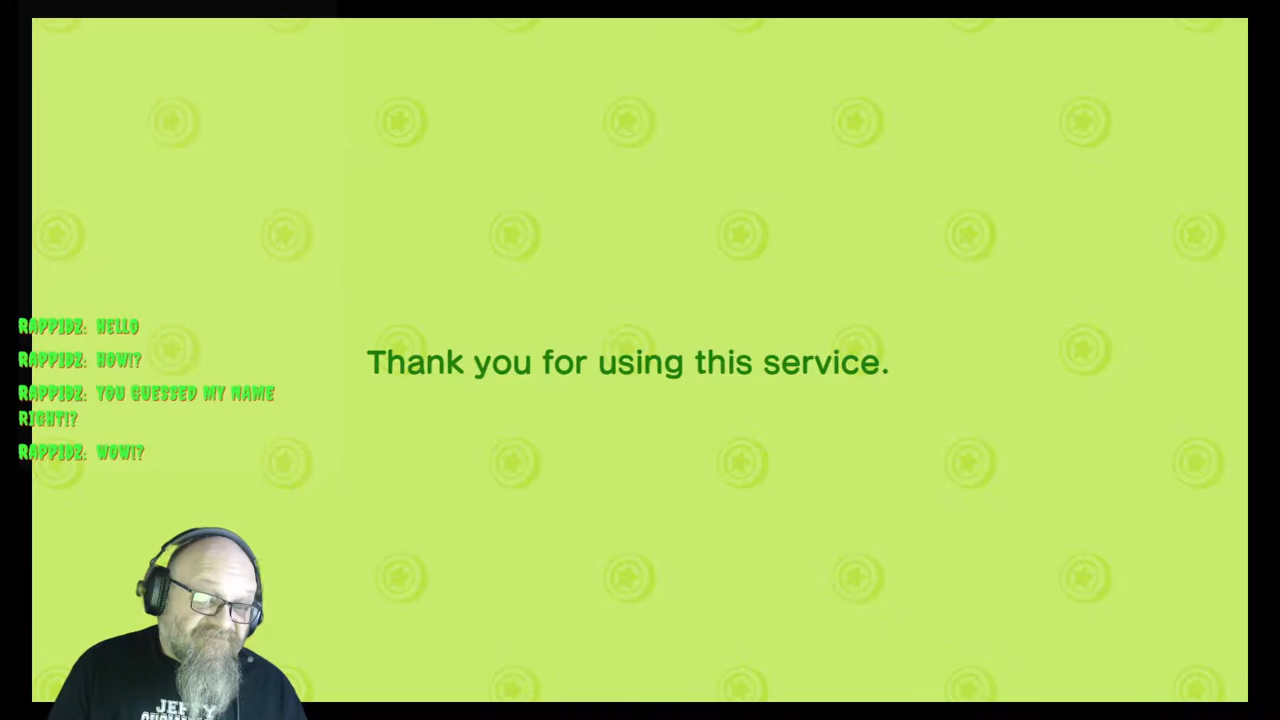 RAPPIDZ: HELLO
RAPPIDZ: HOW!?
RAPPIDZ: YOU GUESSED MY NAME
RIGHT!?
RAPPIDZ: WOW!?
Thank you for using this service.